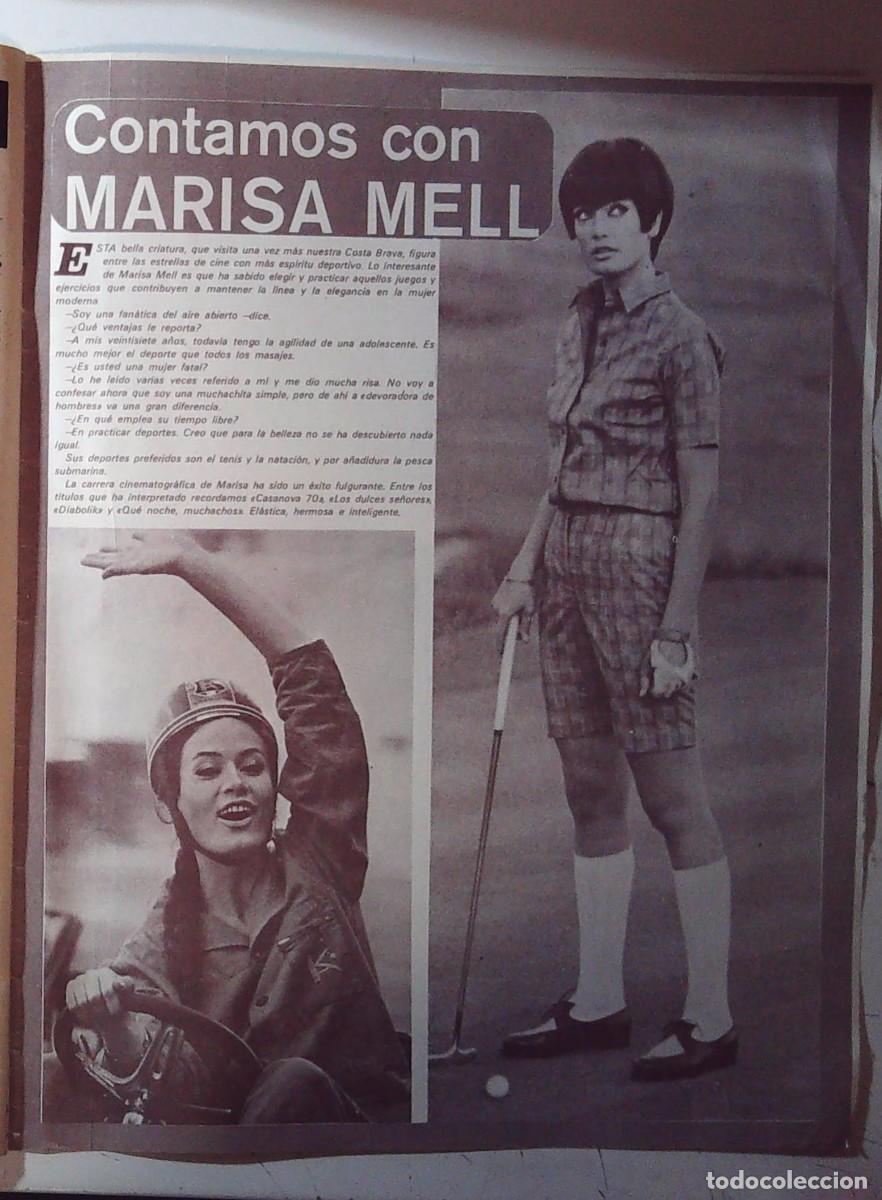 Contamos con
MARISA MELL
ESTA bella criatura, que visita una vez más nuestra Costa Brava, figura
entre las estrellas de cine con más espíritu deportivo. Lo interesante
de Marisa Mell es que ha sabido elegir y practicar aquellos juegos y
ejercicios que contribuyen a mantener la línea y la elegancia en la mujer
moderna
—Soy una fanática del aire abierto —dice.
—¿Qué ventajas le reporta?
—A mis veintisiete años, todavía tengo la agilidad de una adolescente. Es
mucho mejor el deporte que todos los masajes.
—¿Es usted una mujer fatal?
—Lo he leído varias veces referido a mí y me dio mucha risa. No voy a
confesar ahora que soy una muchachita simple, pero de ahí a «devoradora de
hombres» va una gran diferencia.
—¿En qué emplea su tiempo libre?
—En practicar deportes. Creo que para la belleza no se ha descubierto nada
igual.
Sus deportes preferidos son el tenis y la natación, y por añadidura la pesca
submarina.
La carrera cinematográfica de Marisa ha sido un éxito fulgurante. Entre los
títulos que ha interpretado recordamos «Casanova 70», «Los dulces señores»,
«Diabolik» y «Qué noche, muchachos». Elástica, hermosa e inteligente.
todocoleccion